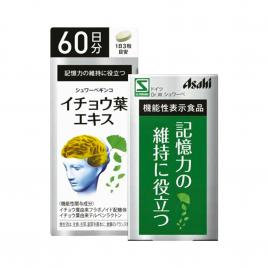 60日分
1日3粒
目安
記憶力の維持に役立つ
シュワーベギンコ
イチョウ葉
エキス
〈機能性関与成分〉
イチョウ葉由来フラボノイド配糖体
イチョウ葉由来テルペンラクトン
Asahi
ドイツ
Dr.W.シュワーベ
機能性表示食品
記憶力の
維持に役立つ